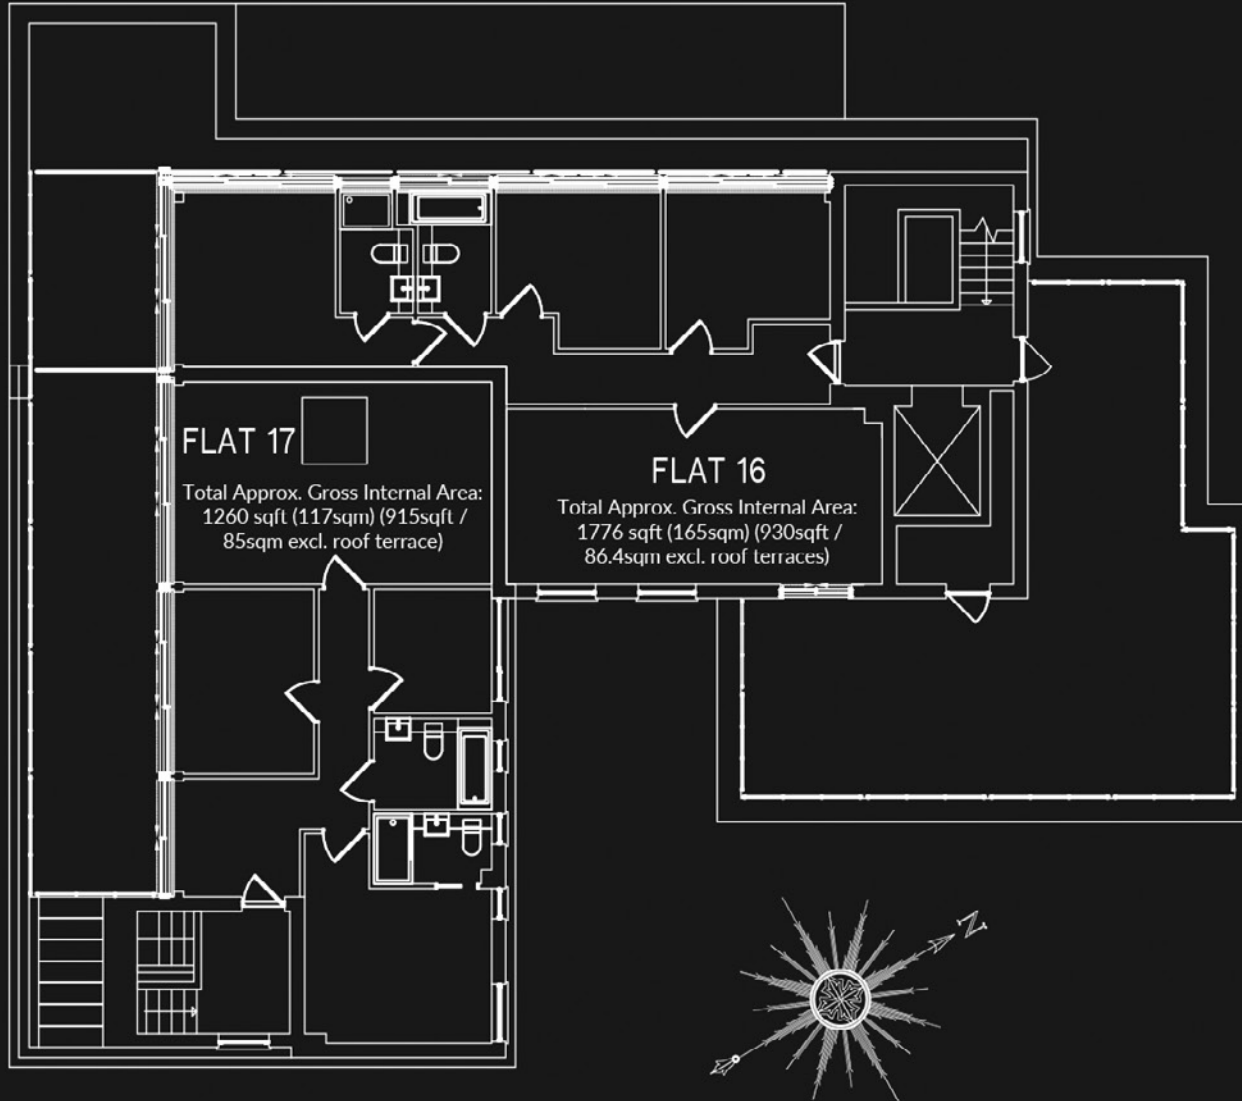 FLAT 17
Total Approx. Gross Internal Area:
1260 sqft (117sqm) (915sqft /
85sqm excl. roof terrace)
FLAT 16
Total Approx. Gross Internal Area:
1776 sqft (165sqm) (930sqft /
86.4sqm excl. roof terraces)
N